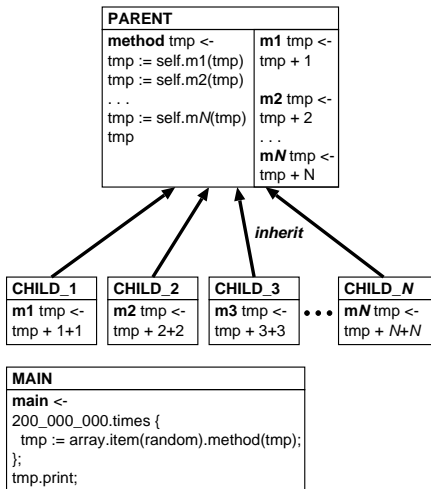 PARENT
method tmp <-
tmp := self.m1(tmp)
tmp := self.m2(tmp)
. . .
tmp := self.mN(tmp)
tmp
m1 tmp <-
tmp + 1
m2 tmp <-
tmp + 2
. . .
mN tmp <-
tmp + N
inherit
CHILD_1
m1 tmp <-
tmp + 1+1
CHILD_2
m2 tmp <-
tmp + 2+2
CHILD_3
m3 tmp <-
tmp + 3+3
CHILD_N
mN tmp <-
tmp + N+N
MAIN
main <-
200_000_000.times {
tmp := array.item(random).method(tmp);
};
tmp.print;